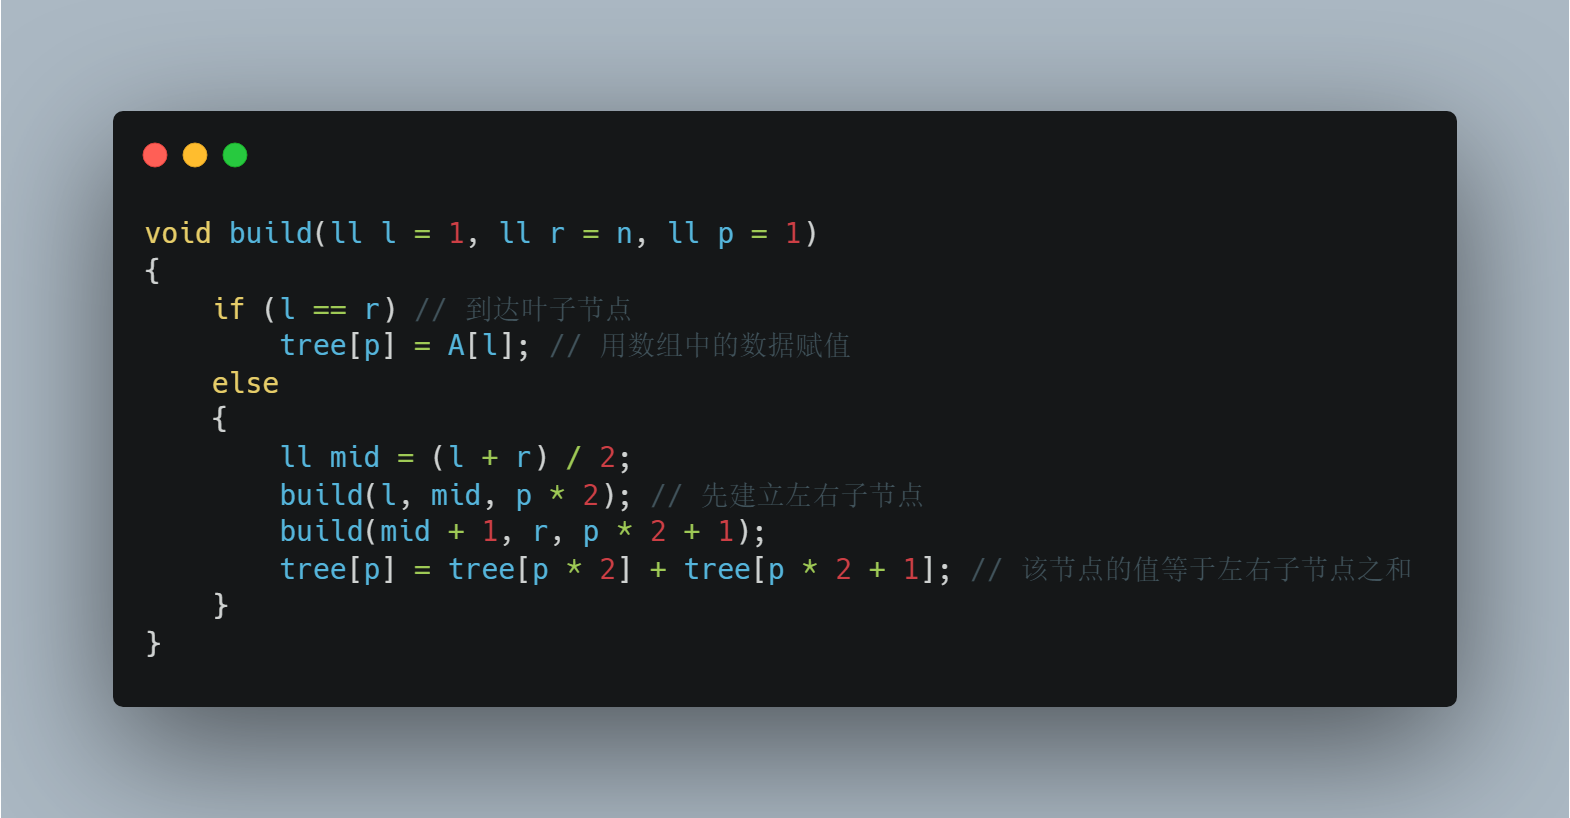 void build(ll l = 1, ll r = n, ll p = 1)
{
    if (l == r) // 到达叶子节点
        tree[p] = A[l]; // 用数组中的数据赋值
    else
    {
        ll mid = (l + r) / 2;
        build(l, mid, p * 2); // 先建立左右子节点
        build(mid + 1, r, p * 2 + 1);
        tree[p] = tree[p * 2] + tree[p * 2 + 1]; // 该节点的值等于左右子节点之和
    }
}